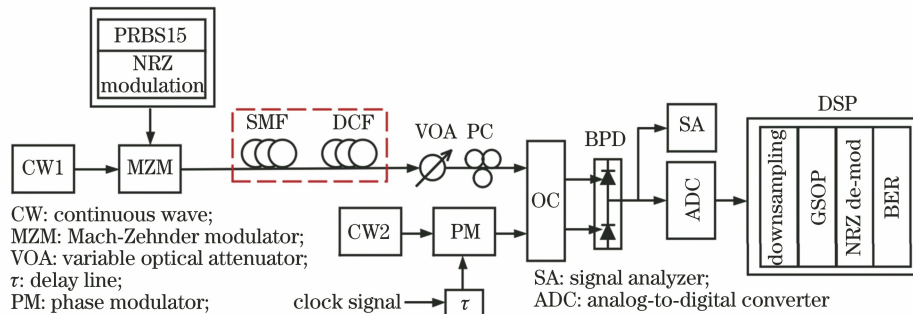 PRBS15
NRZ
modulation
SMF
DCF
VOA
PC
CW1
MZM
OC
BPD
SA
ADC
DSP
downsampling
GSOP
NRZ de-mod
BER
CW2
PM
clock signal
τ
CW: continuous wave;
MZM: Mach-Zehnder modulator;
VOA: variable optical attenuator;
τ: delay line;
PM: phase modulator;
SA: signal analyzer;
ADC: analog-to-digital converter